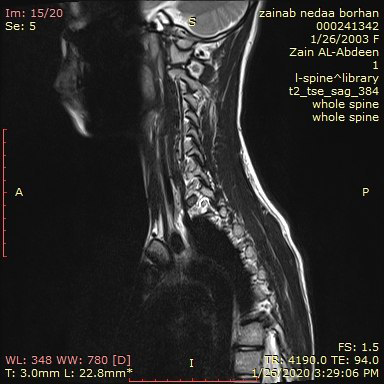 Im: 15/20
Se: 5
S
zainab nedaa borhan
000241342
1/26/2003 F
Zain AL-Abdeen
1
l-spine^library
t2_tse_sag_384
whole spine
whole spine
A
P
WL: 348 WW: 780 [D]
T: 3.0mm L: 22.8mm*
I
FS: 1.5
TR: 4190.0 TE: 94.0
1/26/2020 3:29:06 PM